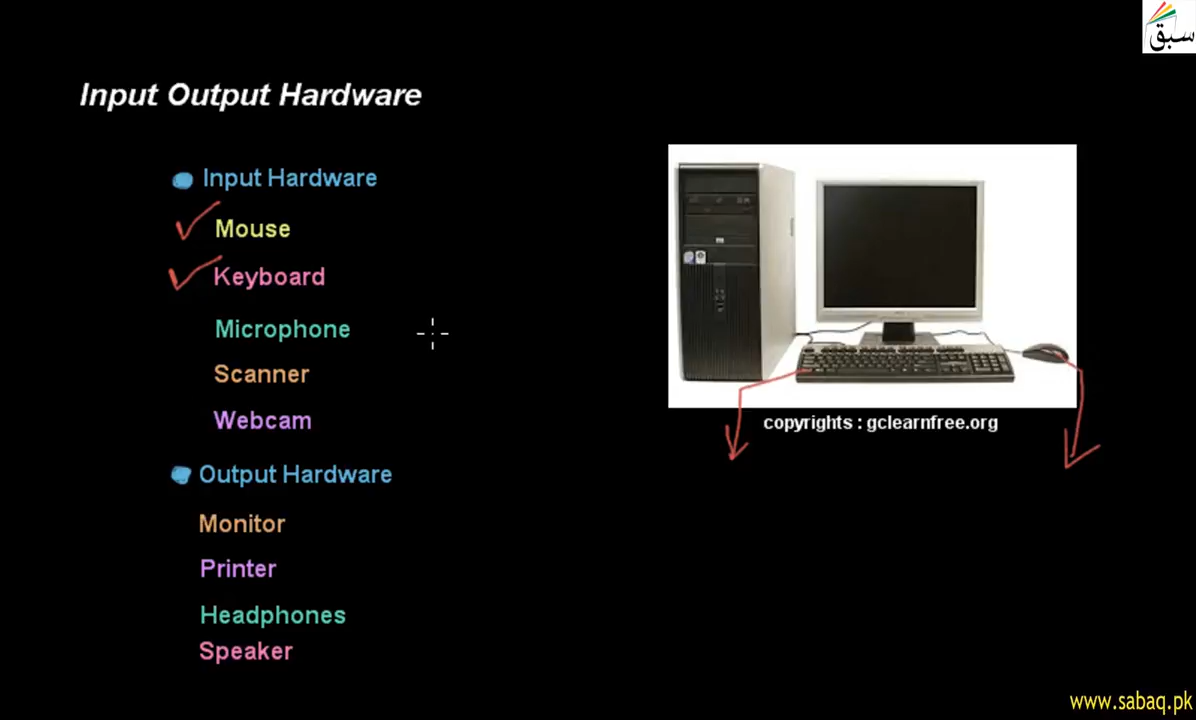 سبق
Input Output Hardware
Input Hardware
Mouse
Keyboard
Microphone
Scanner
Webcam
Output Hardware
Monitor
Printer
Headphones
Speaker
copyrights : gclearnfree.org
www.sabaq.pk